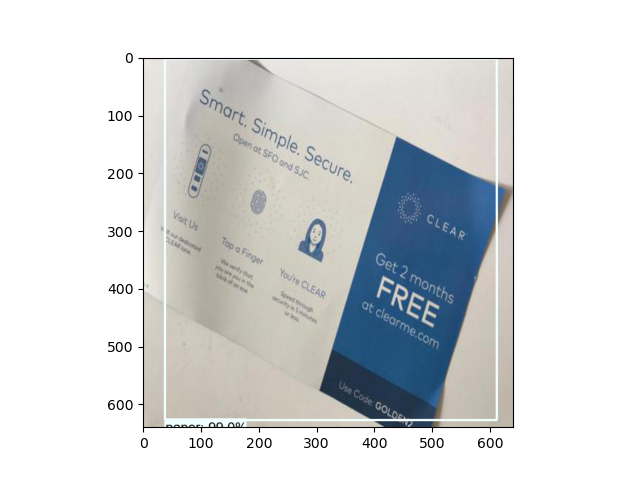 Smart. Simple. Secure.
Open at SFO and SJC.
Visit Us
Visit our dedicated
CLEAR lane.
Tap a Finger
We verify that
you are you in the
blink of an eye.
You're CLEAR
Speed through
security in 5 minutes
or less.
CLEAR
Get 2 months
FREE
at clearme.com
Use Code: GOLDEN2
paper: 99.0%
0
100
200
300
400
500
600
0
100
200
300
400
500
600